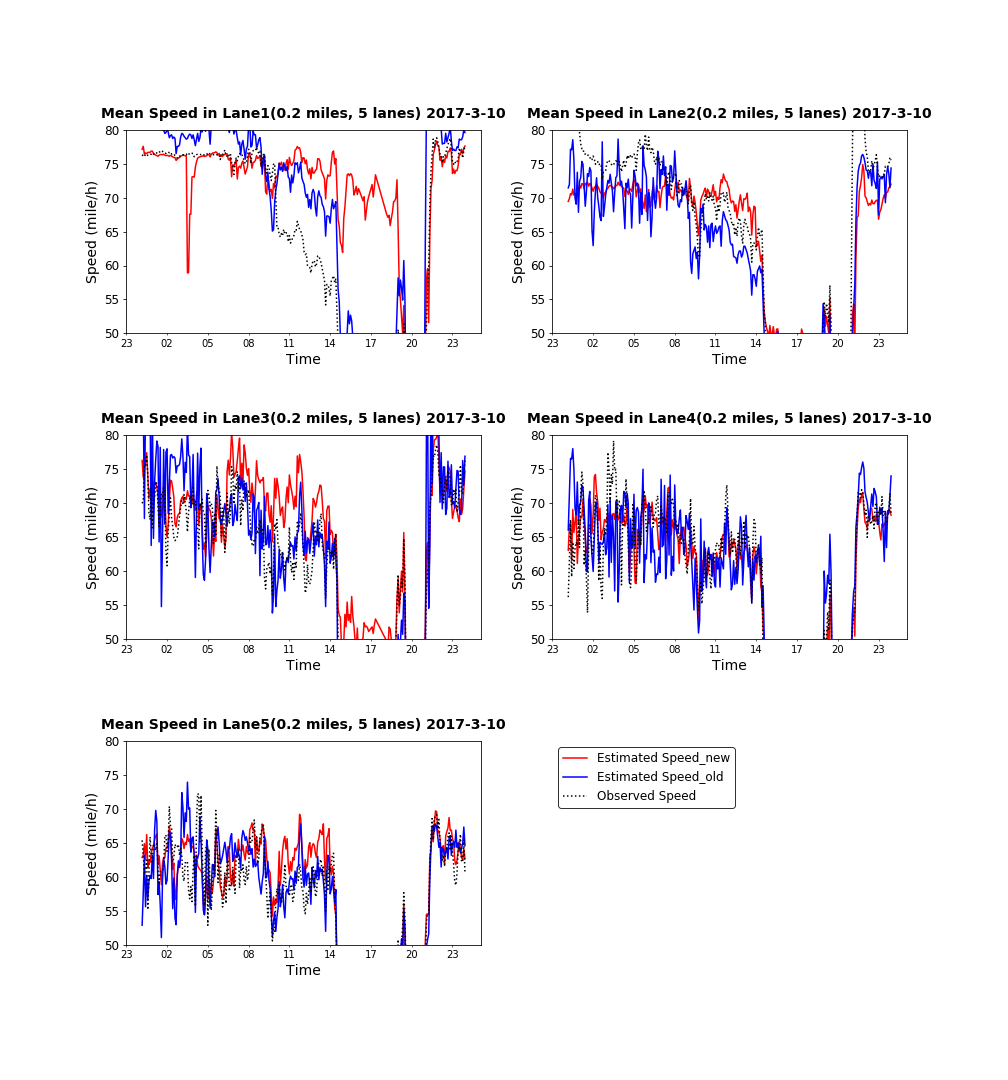 Mean Speed in Lane1(0.2 miles, 5 lanes) 2017-3-10
80
75
70
65
60
55
50
Speed (mile/h)
23 02 05 08 11 14 17 20 23
Time
Mean Speed in Lane2(0.2 miles, 5 lanes) 2017-3-10
80
75
70
65
60
55
50
Speed (mile/h)
23 02 05 08 11 14 17 20 23
Time
Mean Speed in Lane3(0.2 miles, 5 lanes) 2017-3-10
80
75
70
65
60
55
50
Speed (mile/h)
23 02 05 08 11 14 17 20 23
Time
Mean Speed in Lane4(0.2 miles, 5 lanes) 2017-3-10
80
75
70
65
60
55
50
Speed (mile/h)
23 02 05 08 11 14 17 20 23
Time
Mean Speed in Lane5(0.2 miles, 5 lanes) 2017-3-10
80
75
70
65
60
55
50
Speed (mile/h)
23 02 05 08 11 14 17 20 23
Time
Estimated Speed_new
Estimated Speed_old
Observed Speed